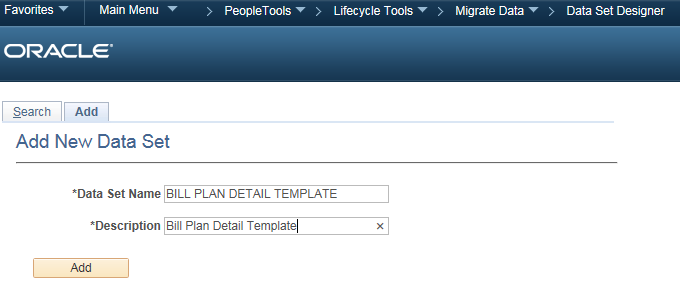 Favorites Main Menu > PeopleTools > Lifecycle Tools > Migrate Data > Data Set Designer
ORACLE®
Search Add
Add New Data Set
*Data Set Name BILL PLAN DETAIL TEMPLATE
*Description Bill Plan Detail Template ×
Add